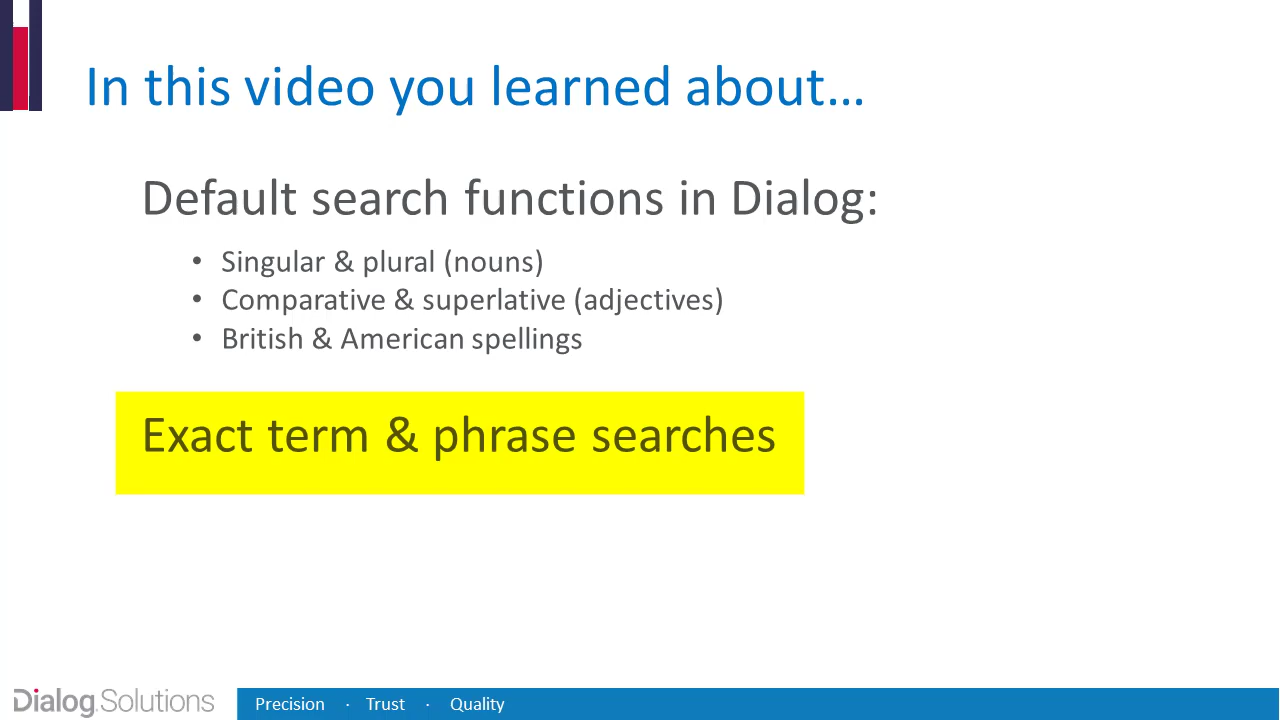 In this video you learned about…
Default search functions in Dialog:
• Singular & plural (nouns)
• Comparative & superlative (adjectives)
• British & American spellings
Exact term & phrase searches
Dialog.Solutions
Precision · Trust · Quality